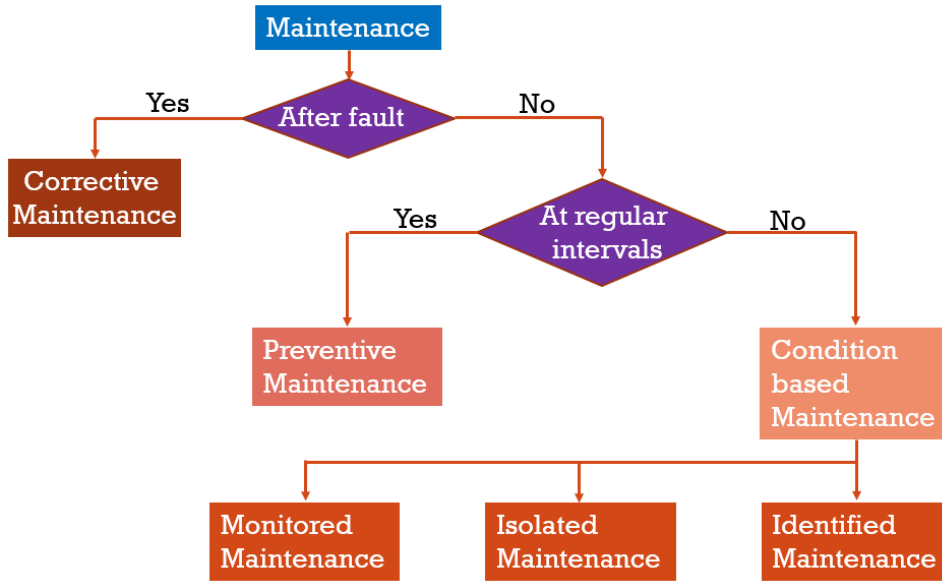 Maintenance
Yes
After fault
No
Corrective
Maintenance
Yes
At regular
intervals
No
Preventive
Maintenance
Condition
based
Maintenance
Monitored
Maintenance
Isolated
Maintenance
Identified
Maintenance